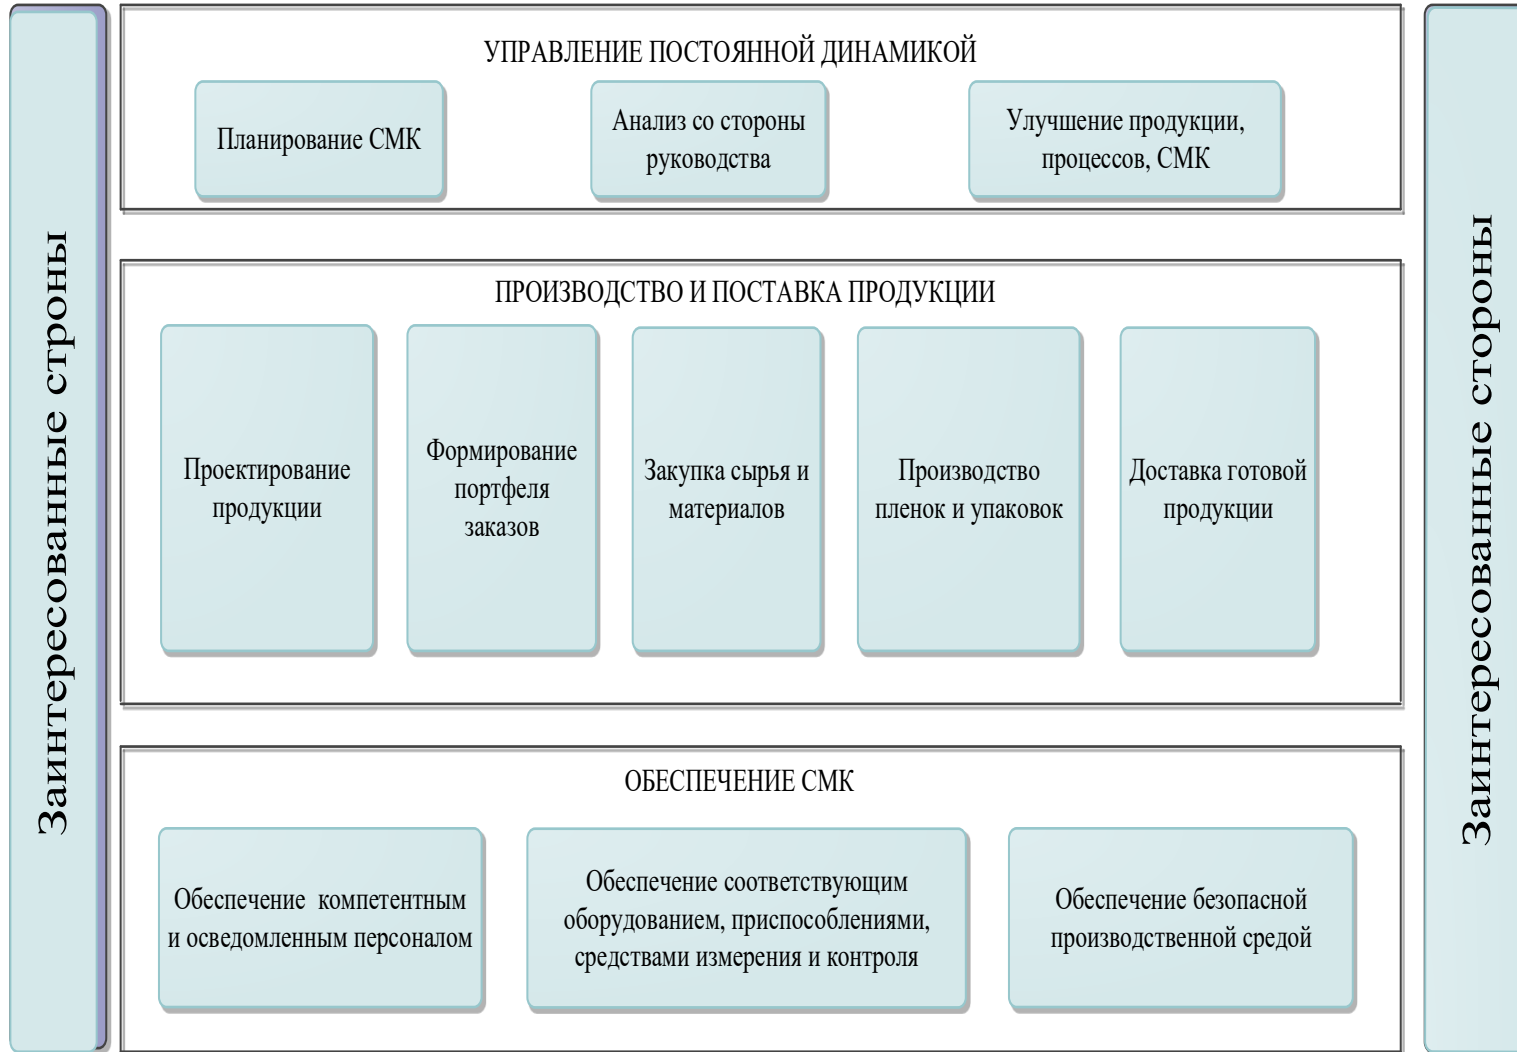 Заинтересованные строны
УПРАВЛЕНИЕ ПОСТОЯННОЙ ДИНАМИКОЙ
Планирование СМК
Анализ со стороны
руководства
Улучшение продукции,
процессов, СМК
ПРОИЗВОДСТВО И ПОСТАВКА ПРОДУКЦИИ
Проектирование
продукции
Формирование
портфеля
заказов
Закупка сырья и
материалов
Производство
пленок и упаковок
Доставка готовой
продукции
ОБЕСПЕЧЕНИЕ СМК
Обеспечение компетентным
и осведомленным персоналом
Обеспечение соответствующим
оборудованием, приспособлениями,
средствами измерения и контроля
Обеспечение безопасной
производственной средой
Заинтересованные стороны